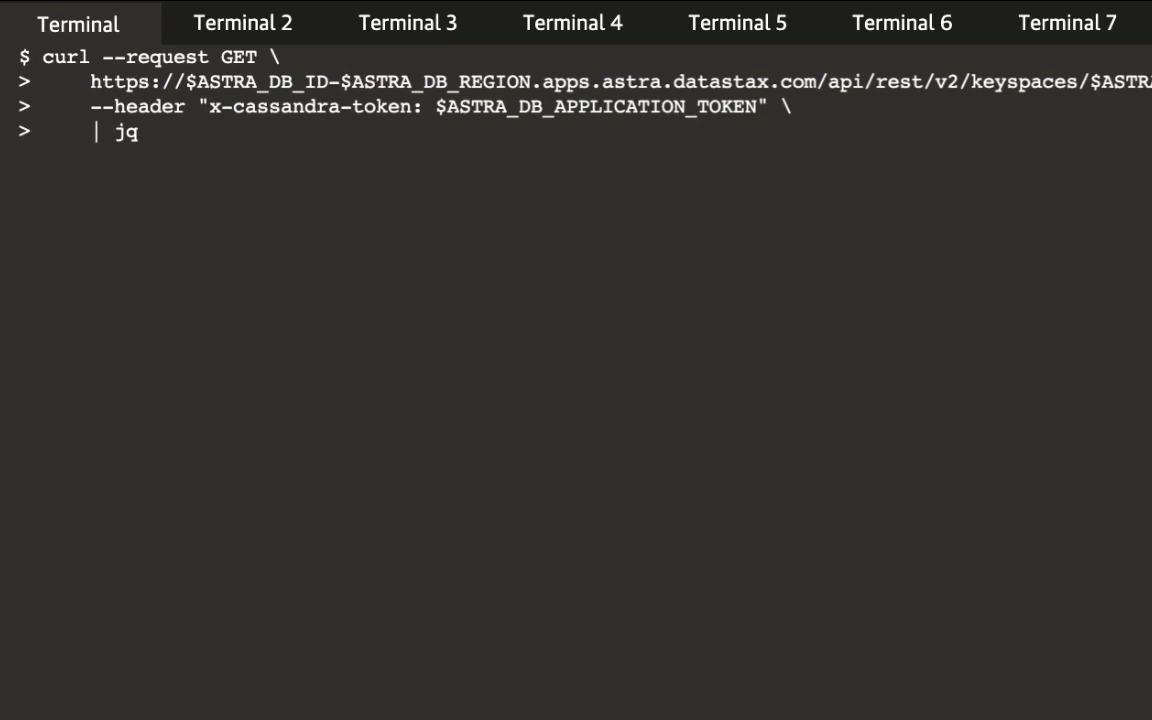 Terminal Terminal 2 Terminal 3 Terminal 4 Terminal 5 Terminal 6 Terminal 7
$ curl --request GET \
> https://$ASTRA_DB_ID-$ASTRA_DB_REGION.apps.astra.datastax.com/api/rest/v2/keyspaces/$ASTR
> --header "x-cassandra-token: $ASTRA_DB_APPLICATION_TOKEN" \
> | jq